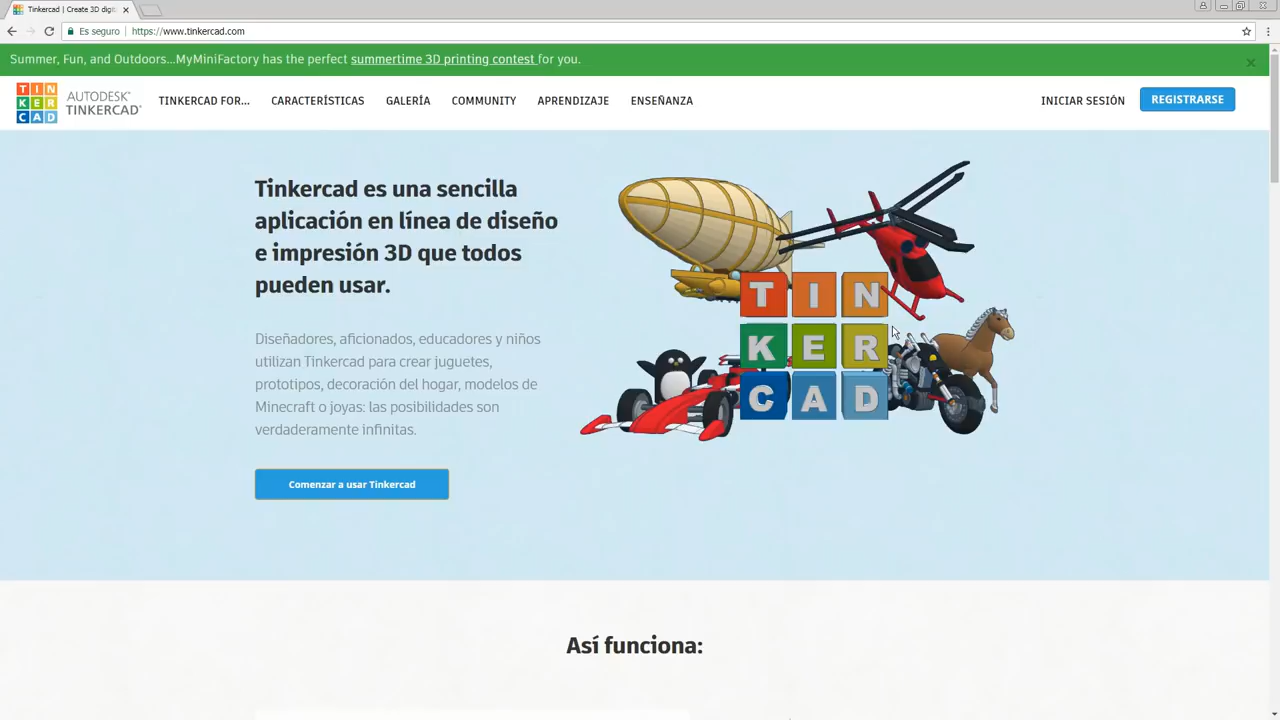 Tinkercad | Create 3D digit
Es seguro | https://www.tinkercad.com
Summer, Fun, and Outdoors...MyMiniFactory has the perfect summertime 3D printing contest for you.
TIN
KER
CAD
AUTODESK®
TINKERCAD®
TINKERCAD FOR...
CARACTERÍSTICAS
GALERÍA
COMMUNITY
APRENDIZAJE
ENSEÑANZA
INICIAR SESIÓN
REGISTRARSE
Tinkercad es una sencilla
aplicación en línea de diseño
e impresión 3D que todos
pueden usar.
Diseñadores, aficionados, educadores y niños
utilizan Tinkercad para crear juguetes,
prototipos, decoración del hogar, modelos de
Minecraft o joyas: las posibilidades son
verdaderamente infinitas.
Comenzar a usar Tinkercad
TIN
KER
CAD
Así funciona: